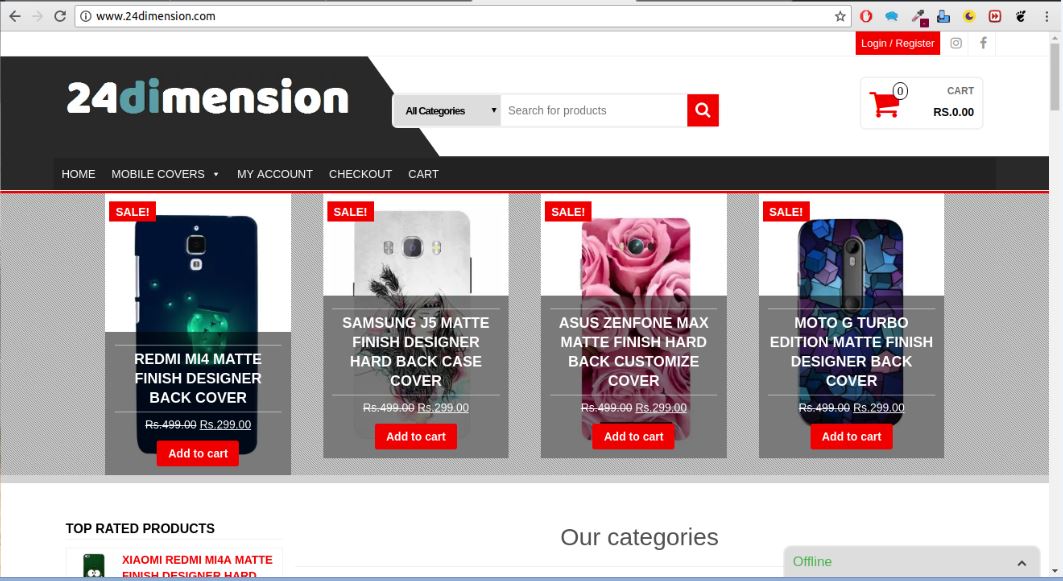 www.24dimension.com
Login / Register
24dimension
All Categories
Search for products
0
CART
RS.0.00
HOME
MOBILE COVERS
MY ACCOUNT
CHECKOUT
CART
SALE!
REDMI MI4 MATTE
FINISH DESIGNER
BACK COVER
Rs.499.00 Rs.299.00
Add to cart
SALE!
SAMSUNG J5 MATTE
FINISH DESIGNER
HARD BACK CASE
COVER
Rs.499.00 Rs.299.00
Add to cart
SALE!
ASUS ZENFONE MAX
MATTE FINISH HARD
BACK CUSTOMIZE
COVER
Rs.499.00 Rs.299.00
Add to cart
SALE!
MOTO G TURBO
EDITION MATTE FINISH
DESIGNER BACK
COVER
Rs.499.00 Rs.299.00
Add to cart
TOP RATED PRODUCTS
XIAOMI REDMI MI4A MATTE
FINISH DESIGNER HARD
Our categories
Offline